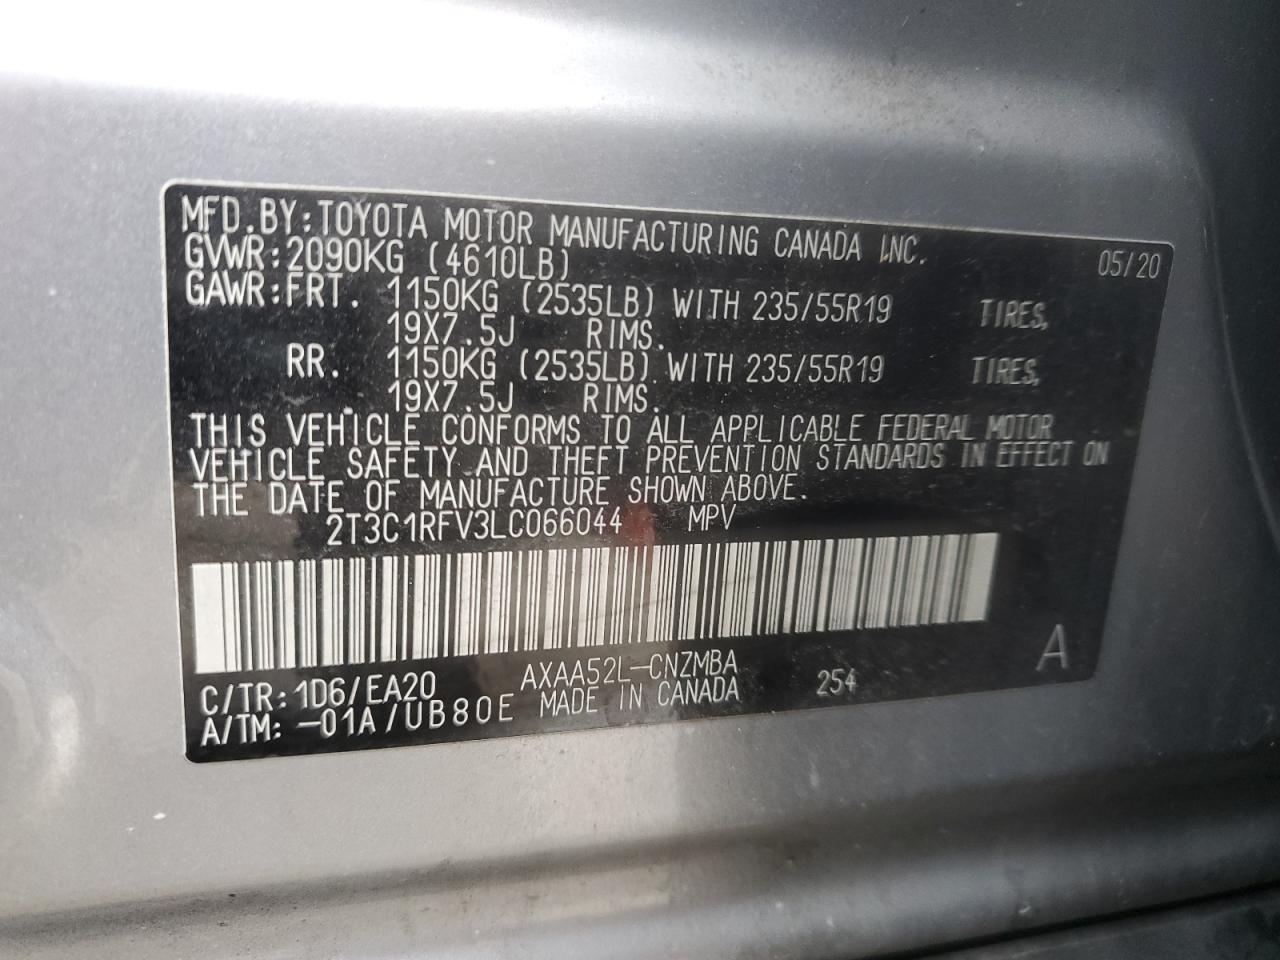 MFD.BY:TOYOTA MOTOR MANUFACTURING CANADA INC. 05/20
GVWR:2090KG (4610LB)
GAWR:FRT. 1150KG (2535LB) WITH 235/55R19 TIRES,
19X7.5J RIMS.
RR. 1150KG (2535LB) WITH 235/55R19 TIRES,
19X7.5J RIMS.
THIS VEHICLE CONFORMS TO ALL APPLICABLE FEDERAL MOTOR
VEHICLE SAFETY AND THEFT PREVENTION STANDARDS IN EFFECT ON
THE DATE OF MANUFACTURE SHOWN ABOVE.
2T3C1RFV3LC066044 MPV
A
C/TR: 1D6/EA20 AXAA52L-CNZMBA 254
A/TM: -01A/UB80E MADE IN CANADA